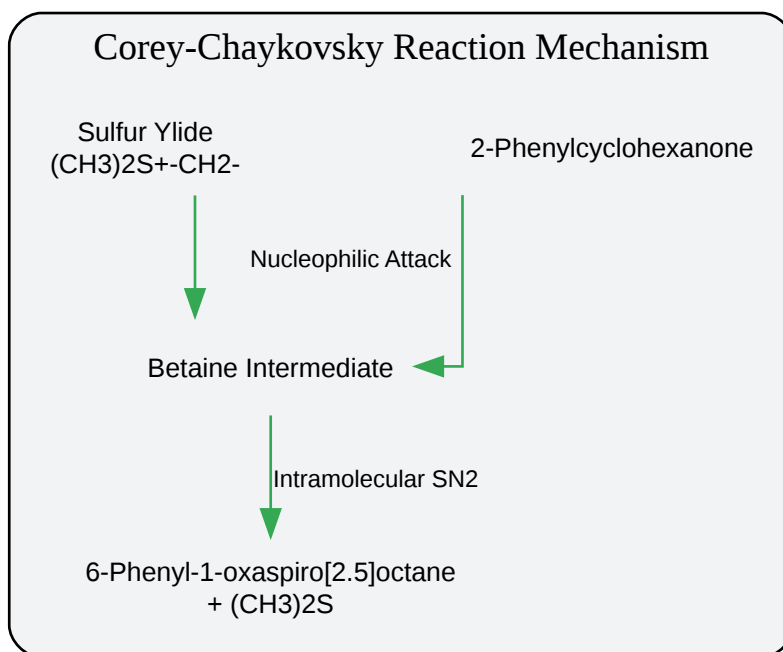 Corey-Chaykovsky Reaction Mechanism
Sulfur Ylide
(CH3)2S+-CH2-
2-Phenylcyclohexanone
Nucleophilic Attack
Betaine Intermediate
Intramolecular SN2
6-Phenyl-1-oxaspiro[2.5]octane
+ (CH3)2S